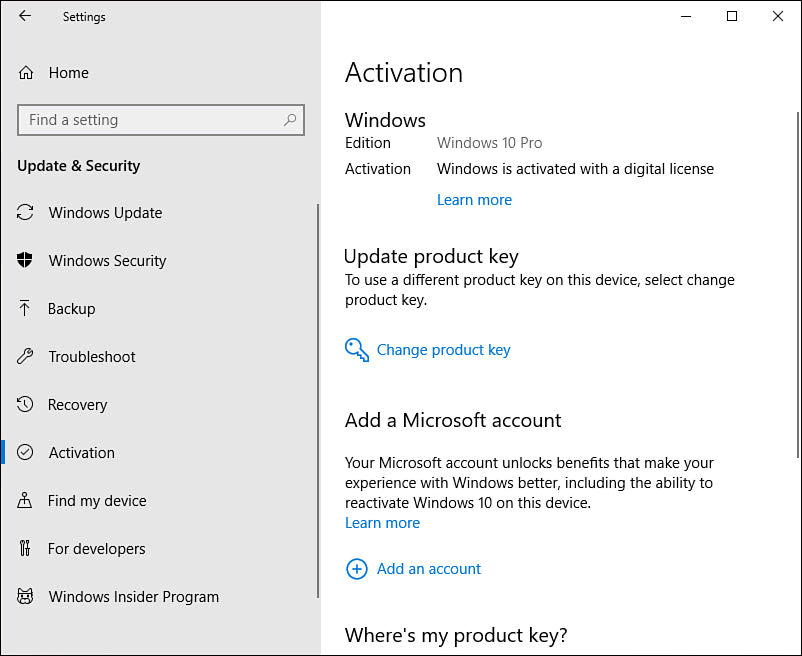 Settings
Home
Find a setting
Update & Security
Windows Update
Windows Security
Backup
Troubleshoot
Recovery
Activation
Find my device
For developers
Windows Insider Program
Activation
Windows
Edition Windows 10 Pro
Activation Windows is activated with a digital license
Learn more
Update product key
To use a different product key on this device, select change
product key.
Change product key
Add a Microsoft account
Your Microsoft account unlocks benefits that make your
experience with Windows better, including the ability to
reactivate Windows 10 on this device.
Learn more
Add an account
Where's my product key?